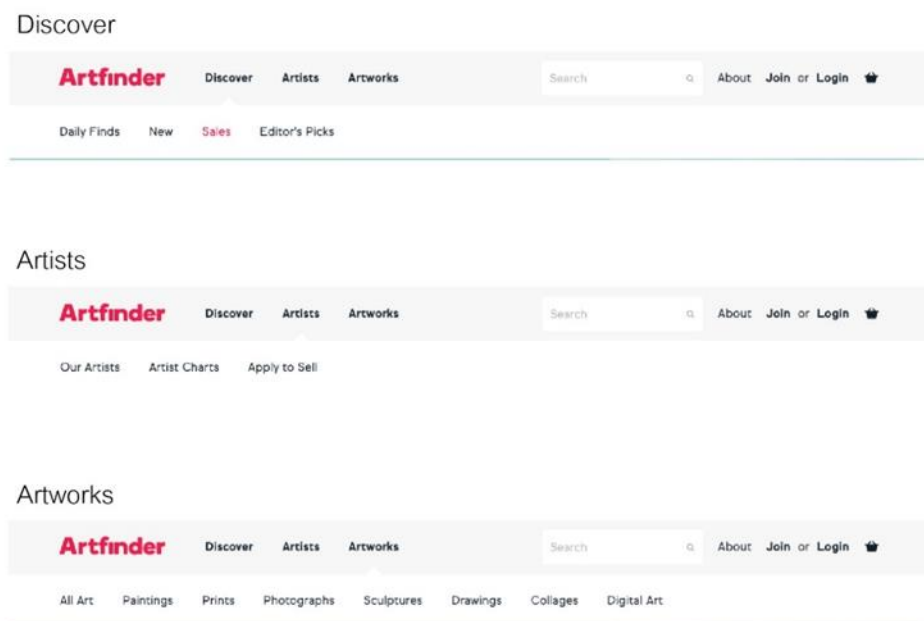 Discover
Artfinder Discover Artists Artworks Search About Join or Login
Daily Finds New Sales Editor's Picks
Artists
Artfinder Discover Artists Artworks Search About Join or Login
Our Artists Artist Charts Apply to Sell
Artworks
Artfinder Discover Artists Artworks Search About Join or Login
All Art Paintings Prints Photographs Sculptures Drawings Collages Digital Art